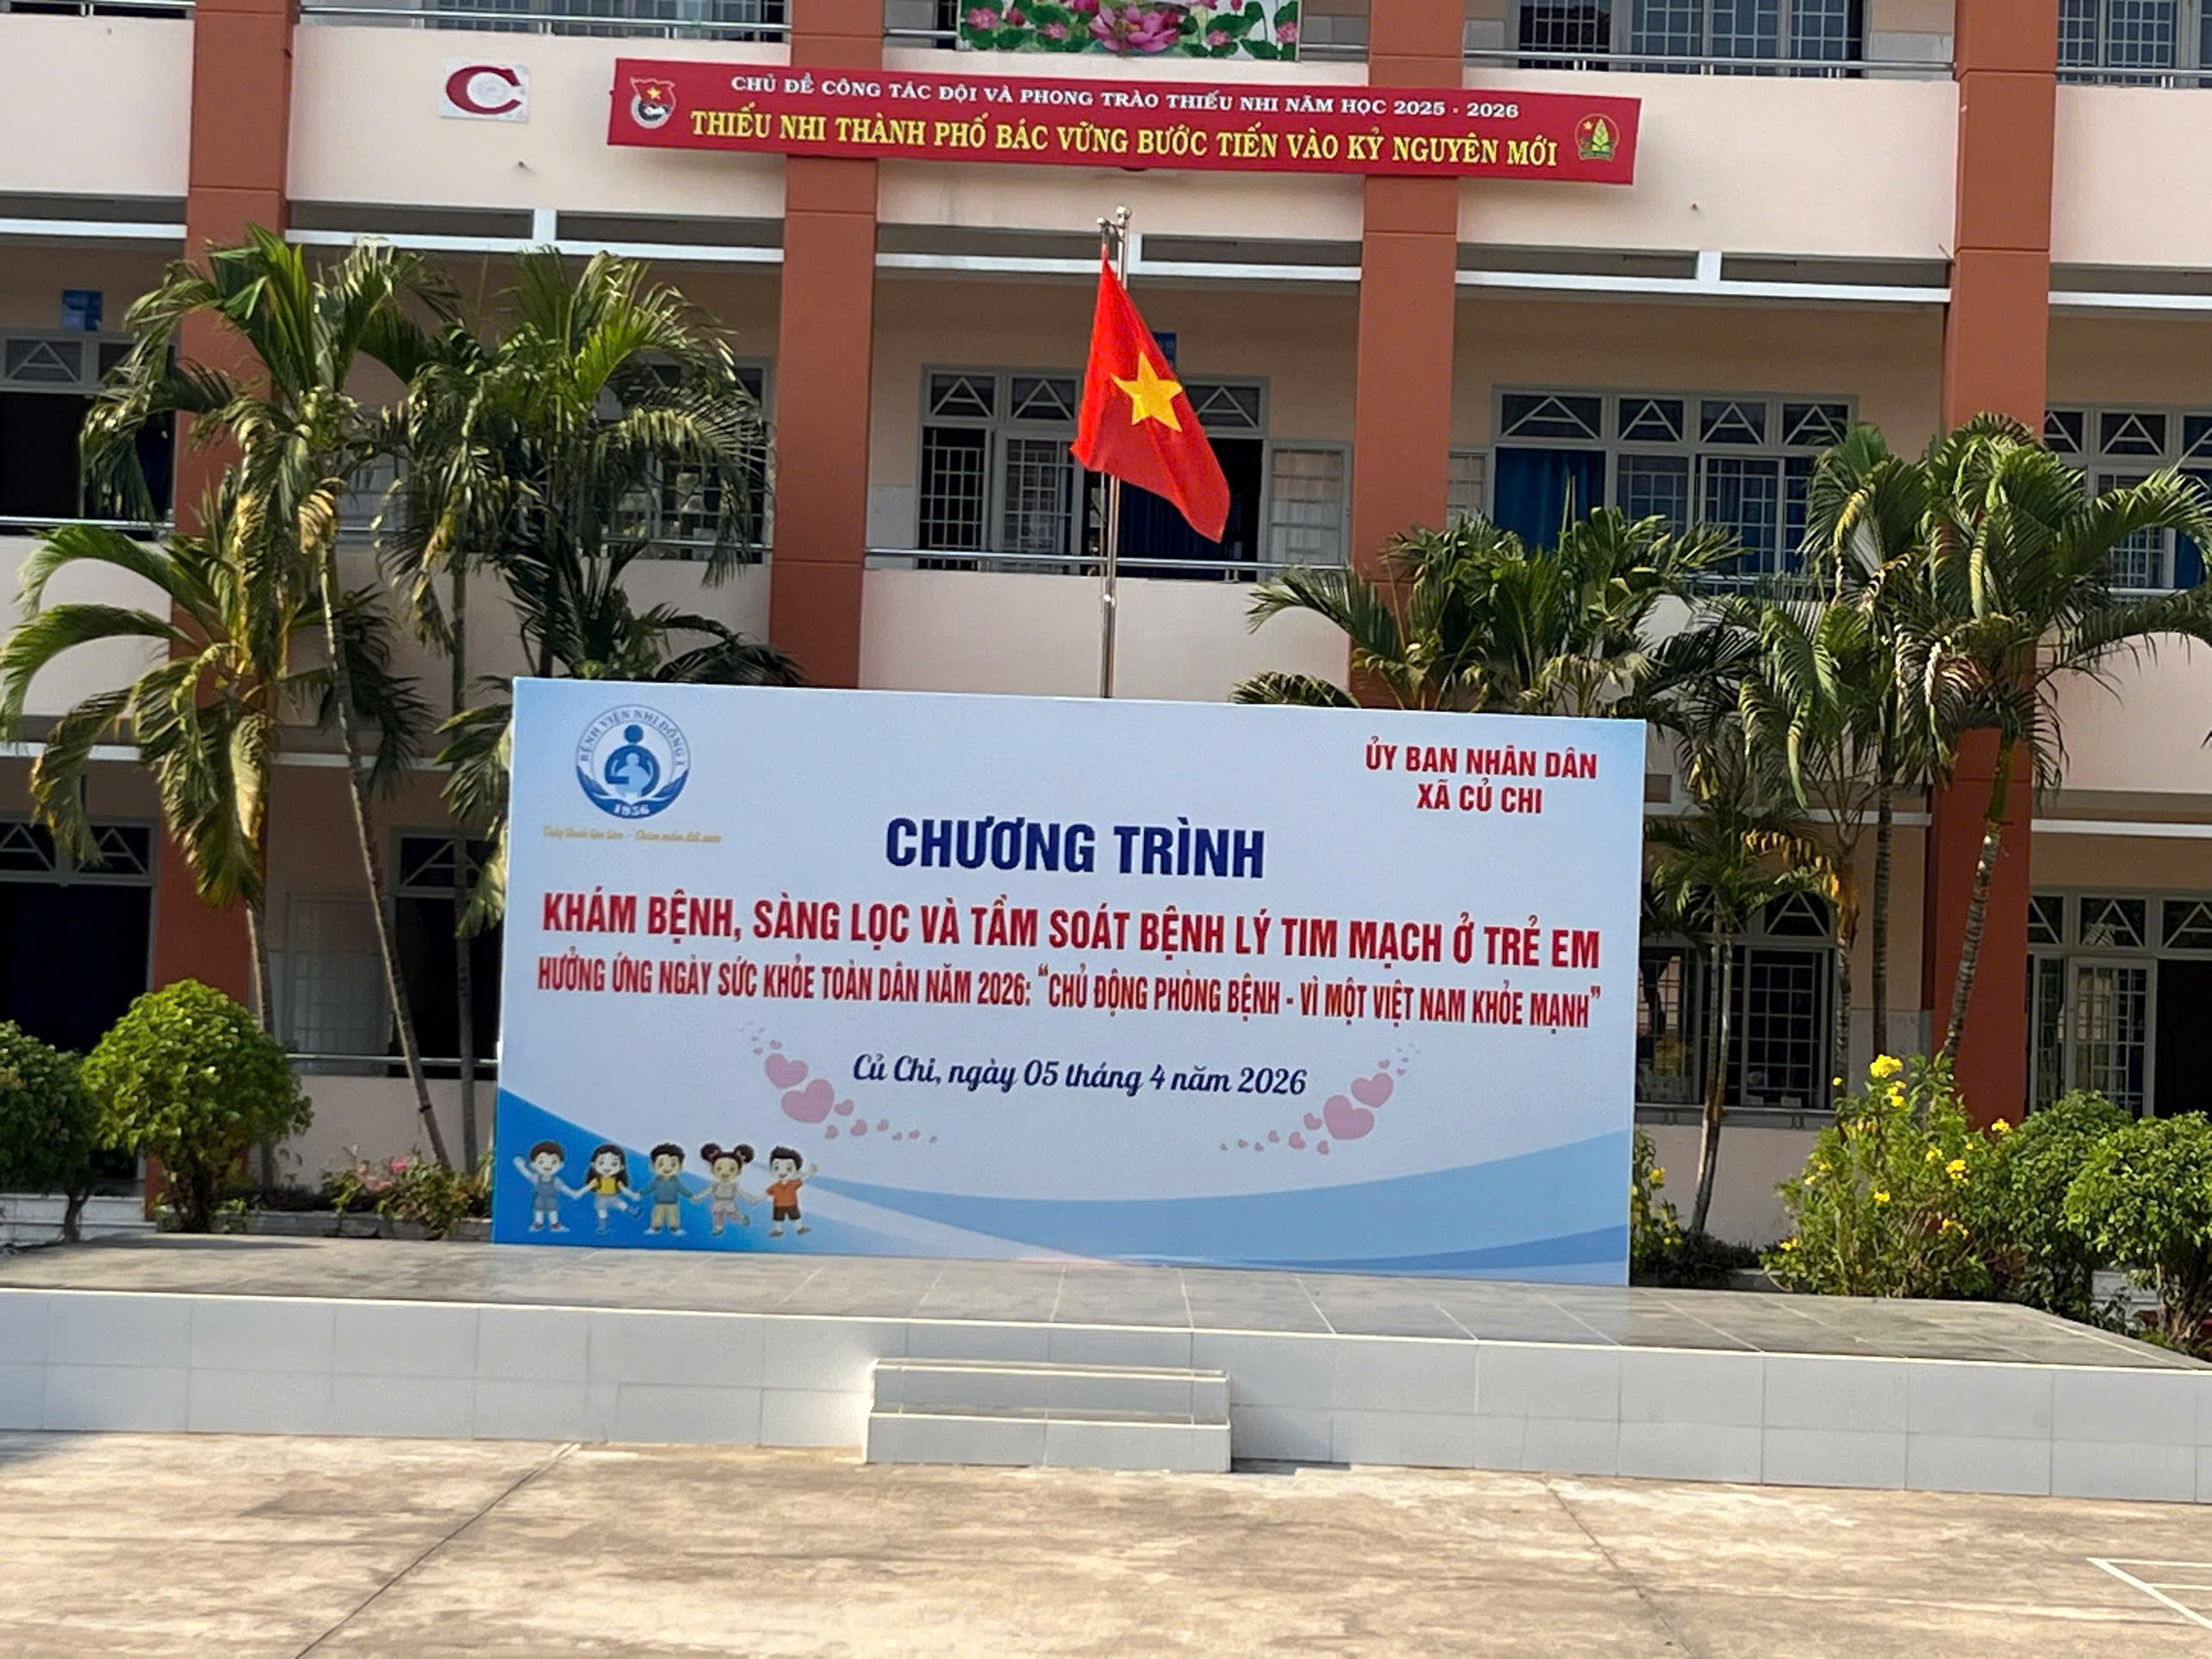 C
CHỦ ĐỀ CÔNG TÁC ĐỘI VÀ PHONG TRÀO THIẾU NHI NĂM HỌC 2025 - 2026
THIẾU NHI THÀNH PHỐ BÁC VỮNG BƯỚC TIẾN VÀO KỶ NGUYÊN MỚI
BỆNH VIỆN NHI ĐỒNG 1
1956
ỦY BAN NHÂN DÂN
XÃ CỦ CHI
CHƯƠNG TRÌNH
KHÁM BỆNH, SÀNG LỌC VÀ TẦM SOÁT BỆNH LÝ TIM MẠCH Ở TRẺ EM
HƯỞNG ỨNG NGÀY SỨC KHỎE TOÀN DÂN NĂM 2026: “CHỦ ĐỘNG PHÒNG BỆNH - VÌ MỘT VIỆT NAM KHỎE MẠNH”
Củ Chi, ngày 05 tháng 4 năm 2026